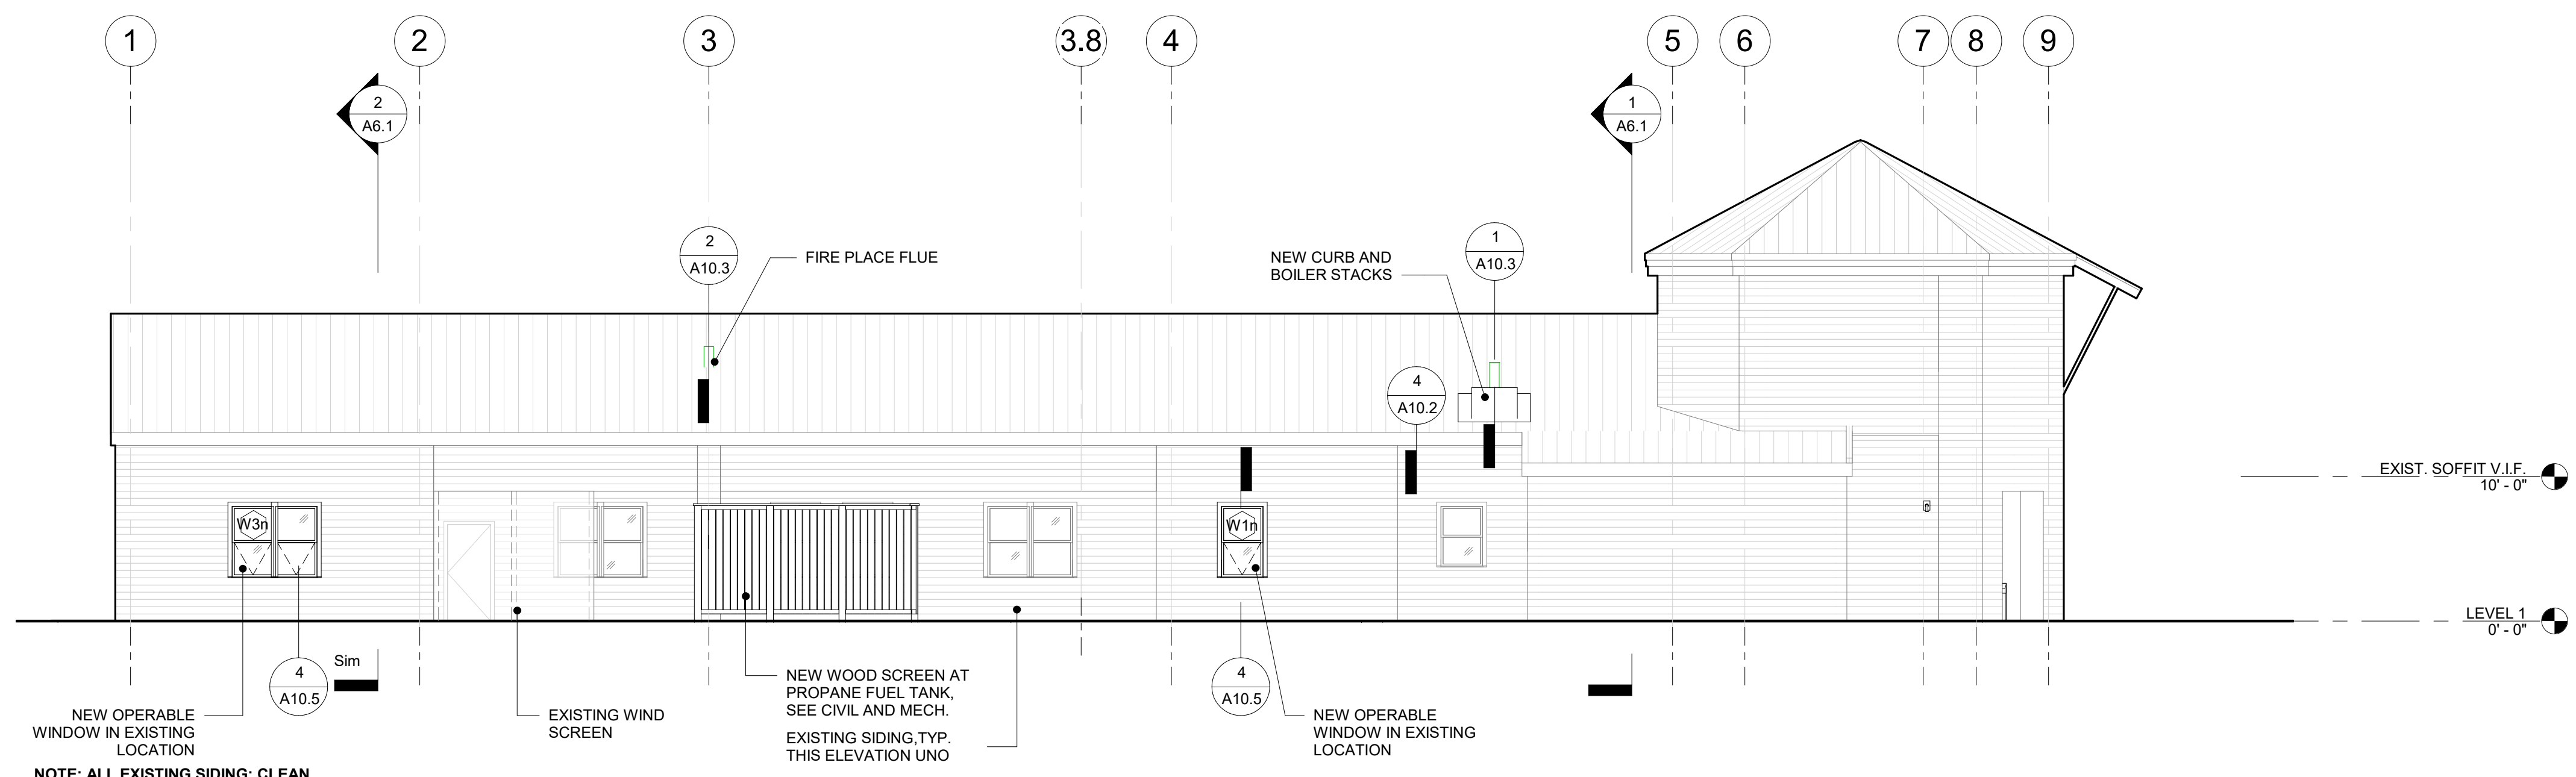 1
2
3
3.8
4
5
6
7
8
9
2
A6.1
1
A6.1
2
A10.3
FIRE PLACE FLUE
NEW CURB AND
BOILER STACKS
1
A10.3
4
A10.2
EXIST. SOFFIT V.I.F.
10' - 0"
W3n
W1n
LEVEL 1
0' - 0"
4
A10.5
Sim
NEW OPERABLE
WINDOW IN EXISTING
LOCATION
EXISTING WIND
SCREEN
NEW WOOD SCREEN AT
PROPANE FUEL TANK,
SEE CIVIL AND MECH.
EXISTING SIDING,TYP.
THIS ELEVATION UNO
4
A10.5
NEW OPERABLE
WINDOW IN EXISTING
LOCATION
NOTE: ALL EXISTING SIDING: CLEAN